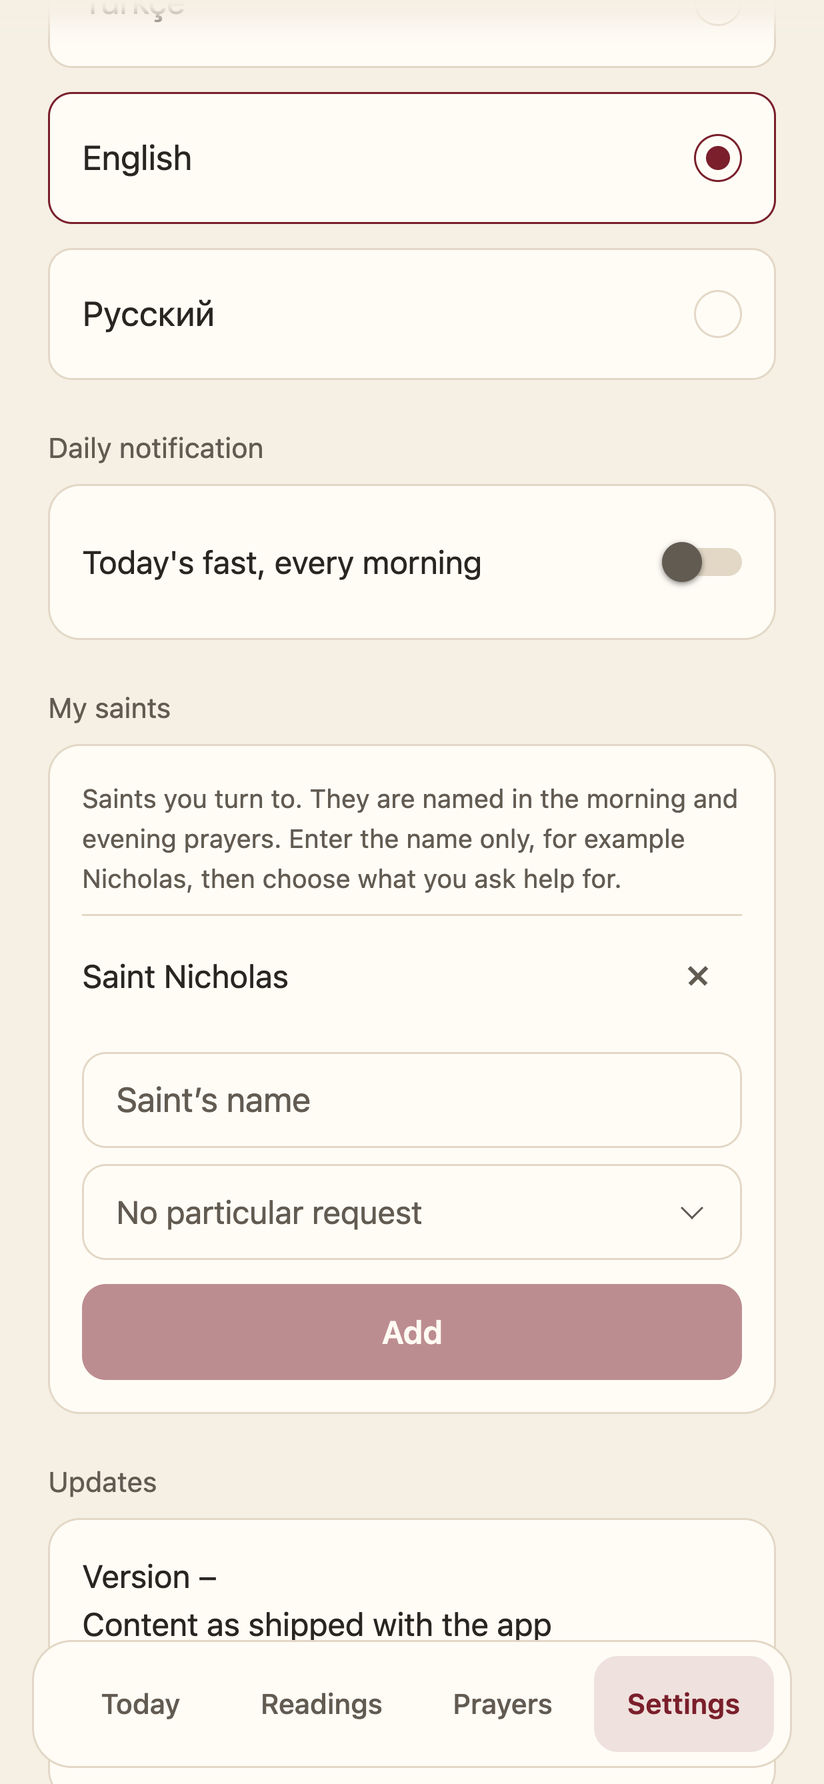 Türkçe
English
Русский
Daily notification
Today's fast, every morning
My saints
Saints you turn to. They are named in the morning and
evening prayers. Enter the name only, for example
Nicholas, then choose what you ask help for.
Saint Nicholas
Saint’s name
No particular request
Add
Updates
Version –
Content as shipped with the app
Today
Readings
Prayers
Settings